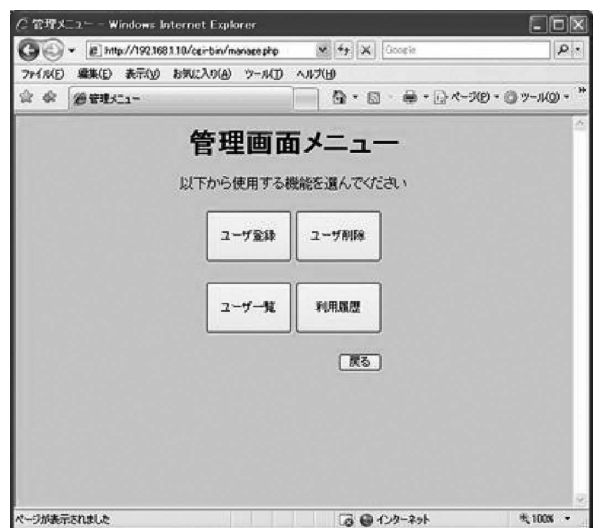 管理メニュー - Windows Internet Explorer
http://192.168.1.10/cgi-bin/manage.php
Google
ファイル(F) 編集(E) 表示(V) お気に入り(A) ツール(T) ヘルプ(H)
管理メニュー ページ(P) ツール(O) »
管理画面メニュー
以下から使用する機能を選んでください
ユーザ登録 ユーザ削除
ユーザ一覧 利用履歴
戻る
ページが表示されました インターネット 100%